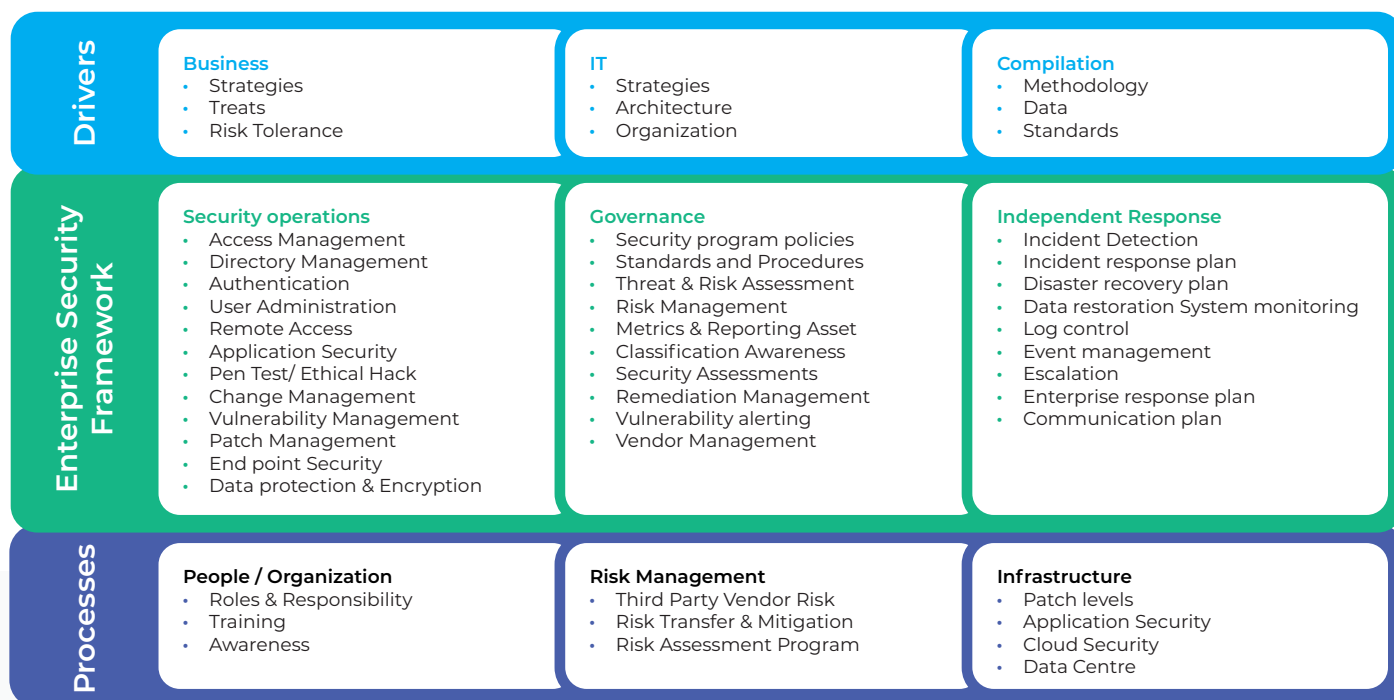 Drivers
Business
• Strategies
• Treats
• Risk Tolerance
IT
• Strategies
• Architecture
• Organization
Compilation
• Methodology
• Data
• Standards
Enterprise Security
Framework
Security operations
• Access Management
• Directory Management
• Authentication
• User Administration
• Remote Access
• Application Security
• Pen Test/ Ethical Hack
• Change Management
• Vulnerability Management
• Patch Management
• End point Security
• Data protection & Encryption
Governance
• Security program policies
• Standards and Procedures
• Threat & Risk Assessment
• Risk Management
• Metrics & Reporting Asset
• Classification Awareness
• Security Assessments
• Remediation Management
• Vulnerability alerting
• Vendor Management
Independent Response
• Incident Detection
• Incident response plan
• Disaster recovery plan
• Data restoration System monitoring
• Log control
• Event management
• Escalation
• Enterprise response plan
• Communication plan
Processes
People / Organization
• Roles & Responsibility
• Training
• Awareness
Risk Management
• Third Party Vendor Risk
• Risk Transfer & Mitigation
• Risk Assessment Program
Infrastructure
• Patch levels
• Application Security
• Cloud Security
• Data Centre